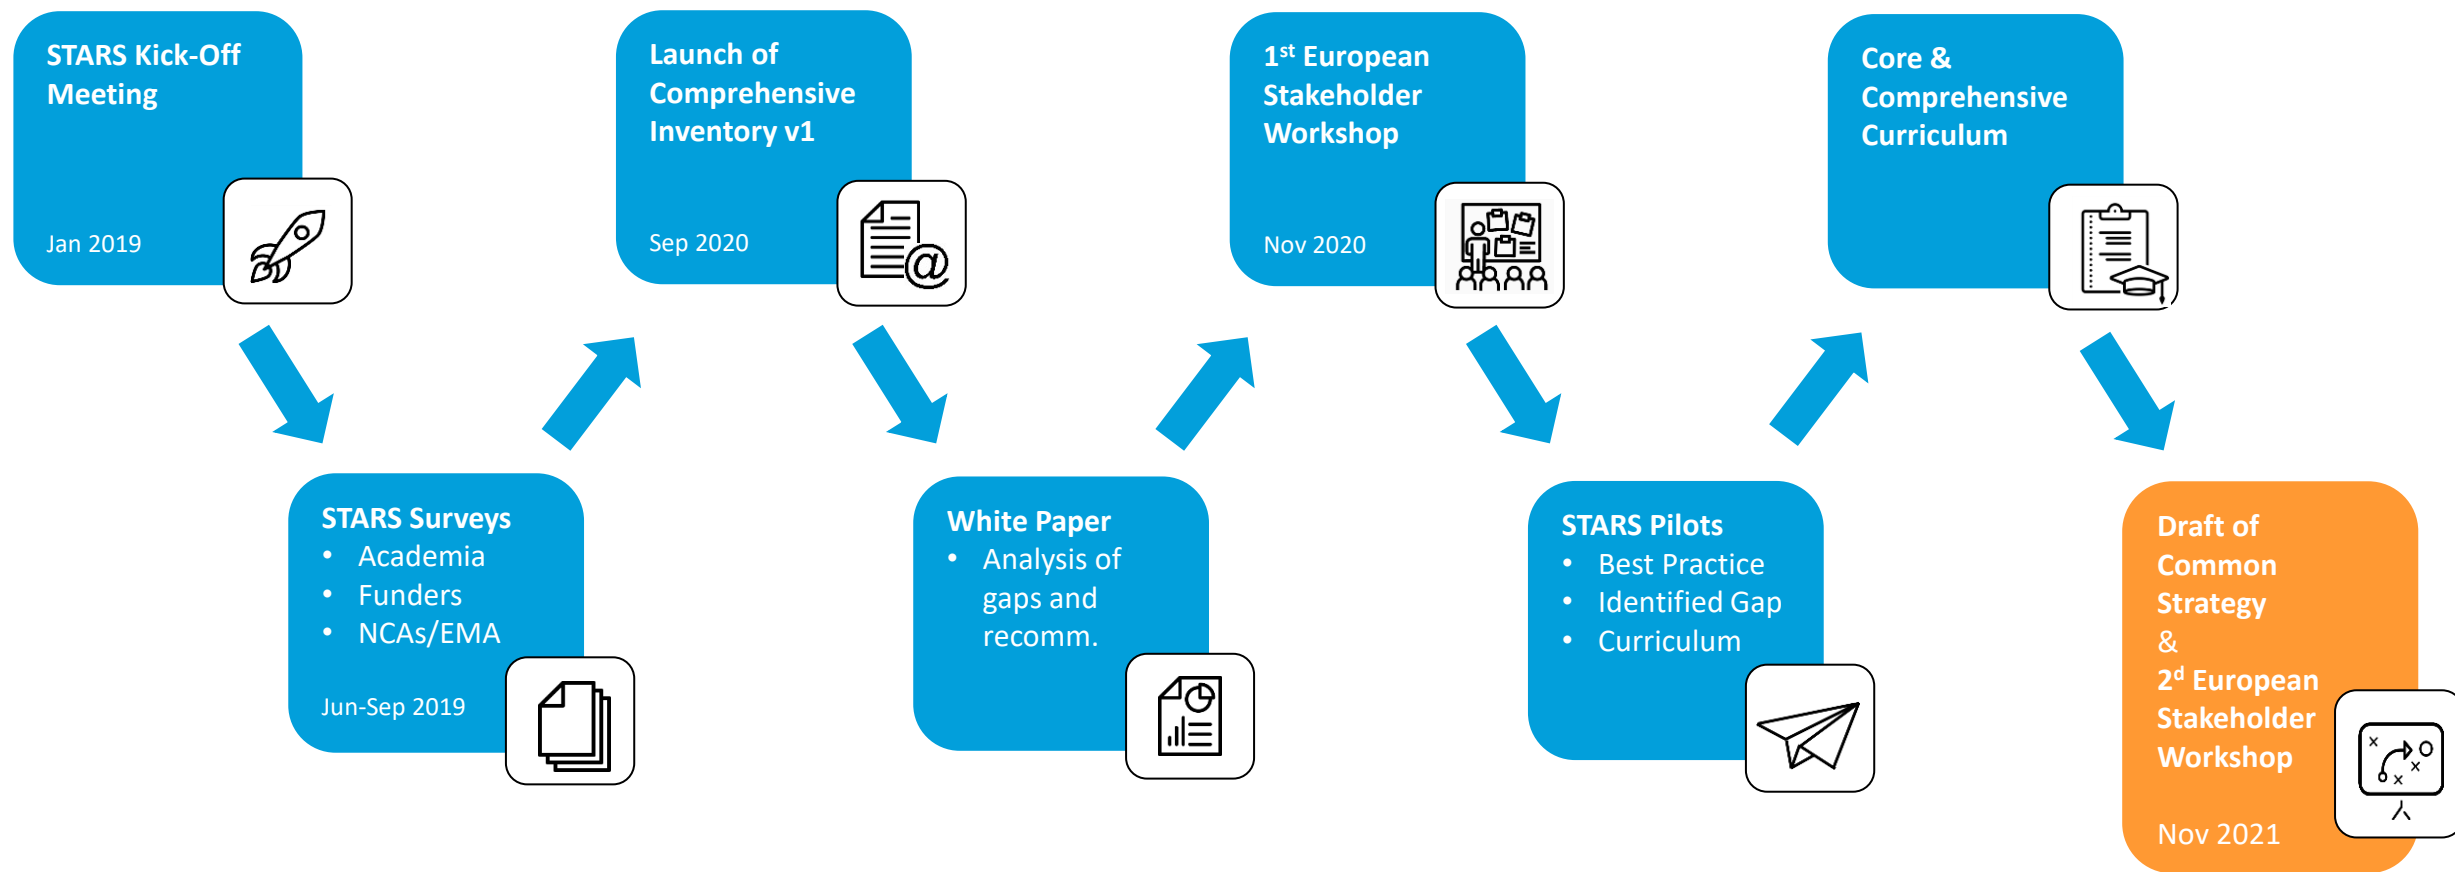 STARS Kick-Off
Meeting
Jan 2019
STARS Surveys
• Academia
• Funders
• NCAs/EMA
Jun-Sep 2019
Launch of
Comprehensive
Inventory v1
Sep 2020
@
White Paper
• Analysis of
gaps and
recomm.
1st European
Stakeholder
Workshop
Nov 2020
STARS Pilots
• Best Practice
• Identified Gap
• Curriculum
Core &
Comprehensive
Curriculum
Draft of
Common
Strategy
&
2d European
Stakeholder
Workshop
Nov 2021